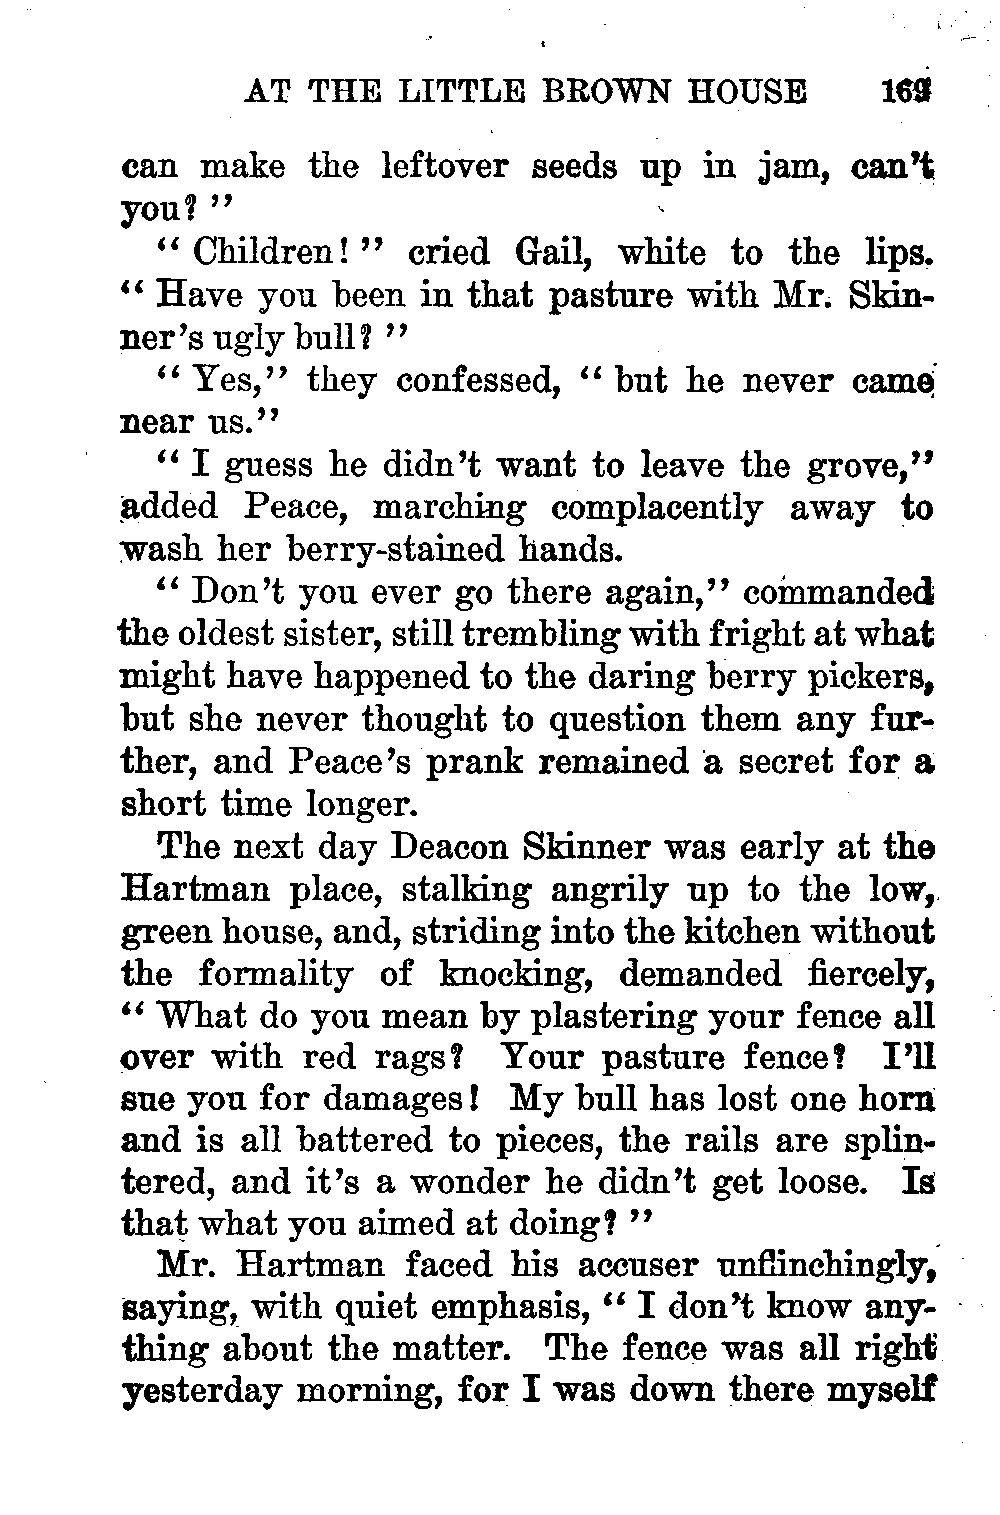 AT THE LITTLE BROWN HOUSE 169
can make the leftover seeds up in jam, can't
you? "
" Children! " cried Gail, white to the lips.
" Have you been in that pasture with Mr. Skin-
ner's ugly bull? "
" Yes," they confessed, " but he never came
near us."
" I guess he didn't want to leave the grove,"
added Peace, marching complacently away to
wash her berry-stained hands.
" Don't you ever go there again," commanded
the oldest sister, still trembling with fright at what
might have happened to the daring berry pickers,
but she never thought to question them any fur-
ther, and Peace's prank remained a secret for a
short time longer.
The next day Deacon Skinner was early at the
Hartman place, stalking angrily up to the low,
green house, and, striding into the kitchen without
the formality of knocking, demanded fiercely,
" What do you mean by plastering your fence all
over with red rags? Your pasture fence? I'll
sue you for damages! My bull has lost one horn
and is all battered to pieces, the rails are splin-
tered, and it's a wonder he didn't get loose. Is
that what you aimed at doing? "
Mr. Hartman faced his accuser unflinchingly,
saying, with quiet emphasis, " I don't know any-
thing about the matter. The fence was all right
yesterday morning, for I was down there myself